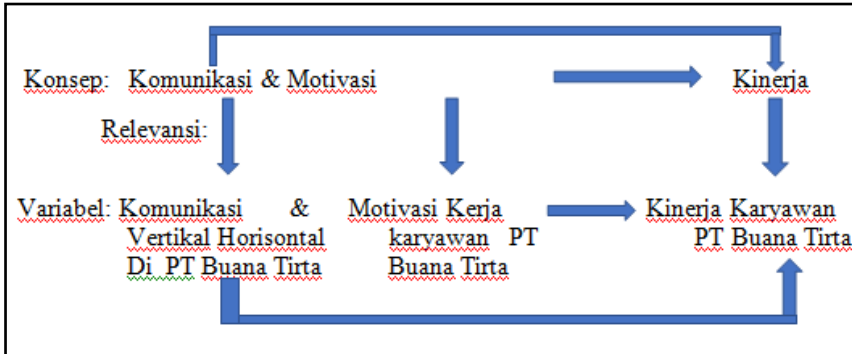 Konsep: Komunikasi & Motivasi Kinerja
Relevansi:
Variabel: Komunikasi & Motivasi Kerja Kinerja Karyawan
Vertikal Horisontal karyawan PT PT Buana Tirta
Di PT Buana Tirta Buana Tirta